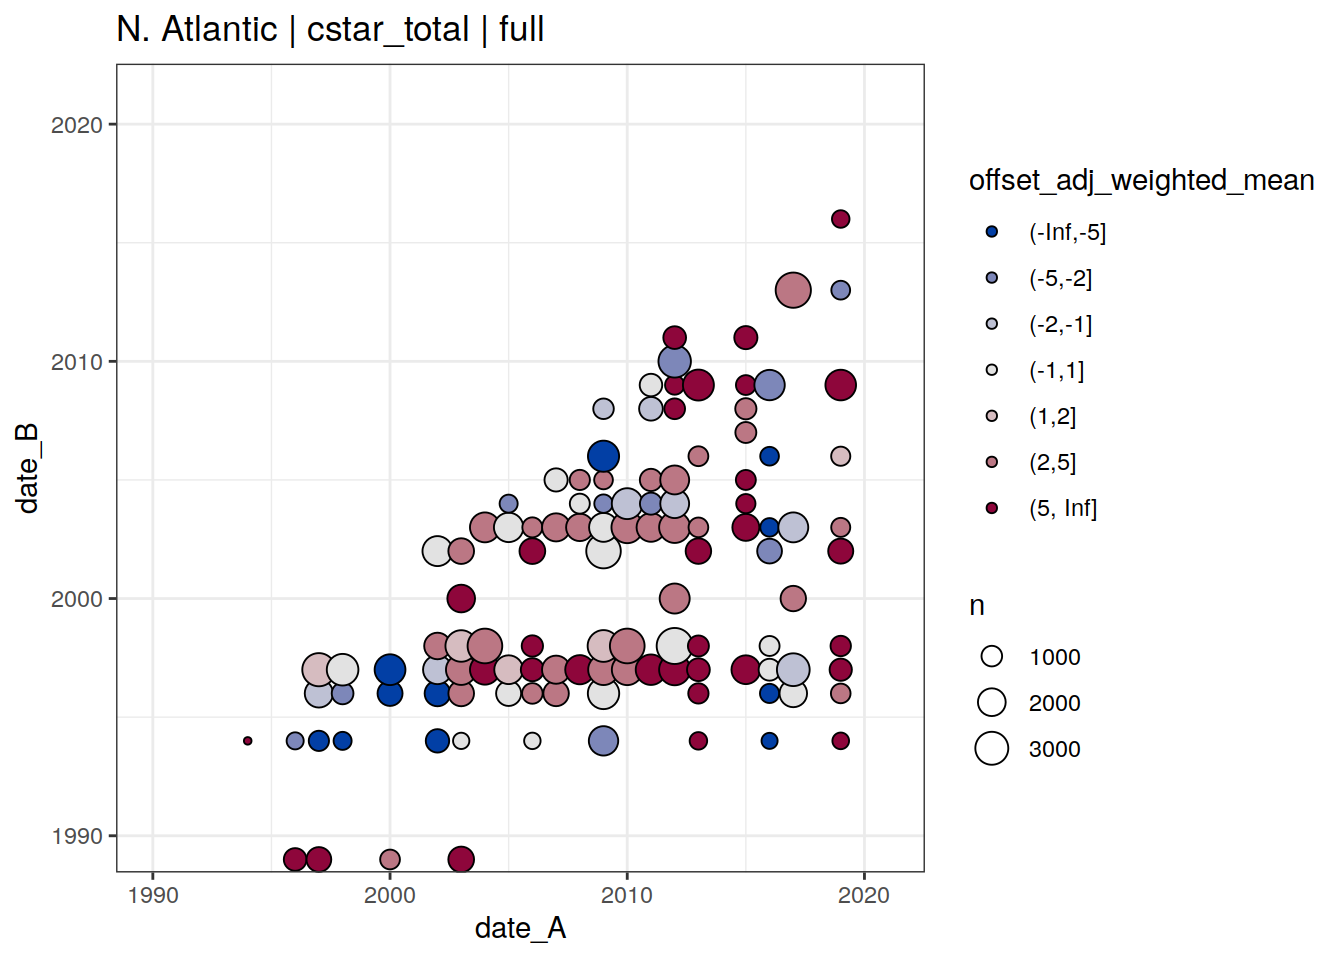 N. Atlantic | cstar_total | full
2020
2010
2000
1990
date_B
1990
2000
2010
2020
date_A
offset_adj_weighted_mean
(-Inf,-5]
(-5,-2]
(-2,-1]
(-1,1]
(1,2]
(2,5]
(5, Inf]
n
1000
2000
3000